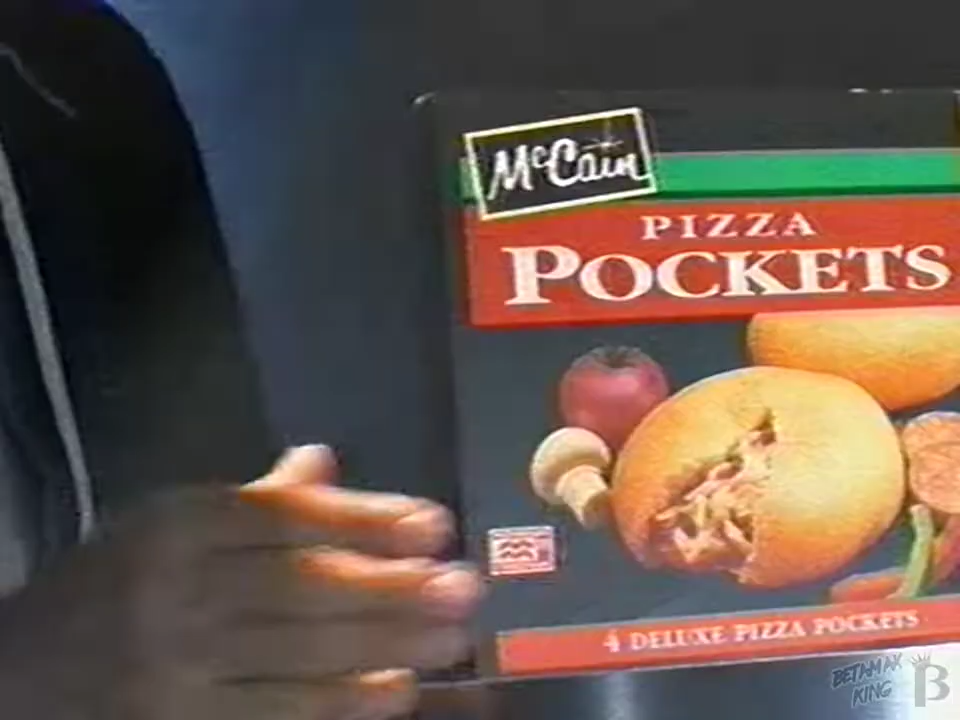 McCain
PIZZA
POCKETS
4 DELUXE PIZZA POCKETS
BETAMAX
KING
B